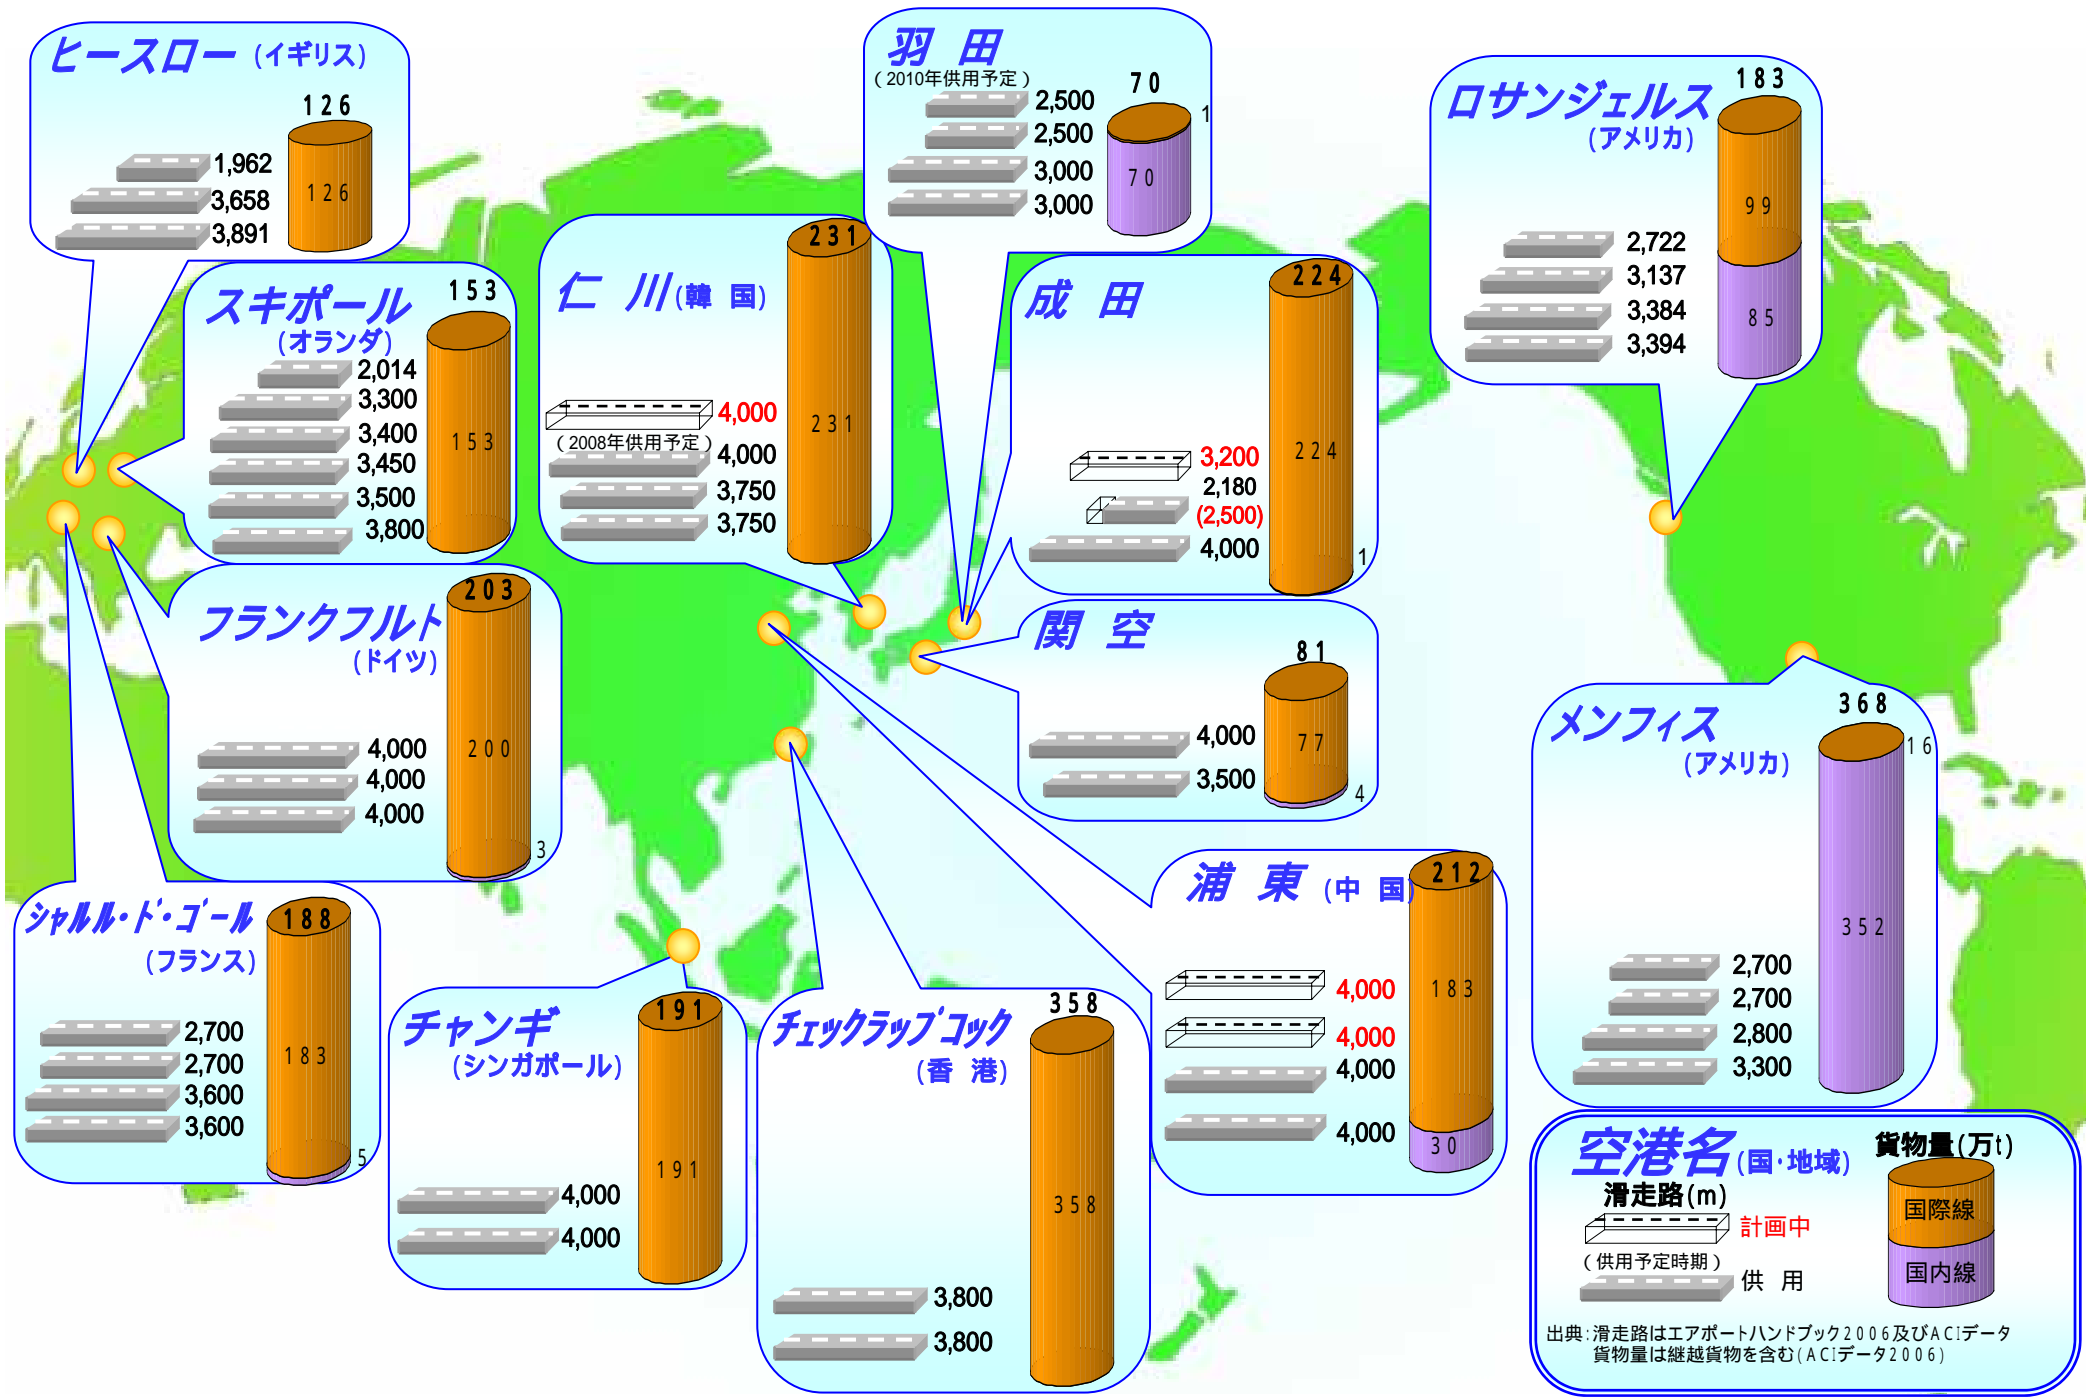 ヒースロー (イギリス)
126
126
1,962
3,658
3,891
スキポール
(オランダ)
153
153
2,014
3,300
3,400
3,450
3,500
3,800
仁 川(韓 国)
231
231
4,000
(2008年供用予定)
4,000
3,750
3,750
羽 田
(2010年供用予定)
70
1
70
2,500
2,500
3,000
3,000
成 田
224
224
1
3,200
2,180
(2,500)
4,000
ロサンジェルス
(アメリカ)
183
99
85
2,722
3,137
3,384
3,394
フランクフルト
(ドイツ)
203
200
3
4,000
4,000
4,000
関 空
81
77
4
4,000
3,500
メンフィス
(アメリカ)
368
16
352
2,700
2,700
2,800
3,300
シャルル・ド・ゴール
(フランス)
188
183
5
2,700
2,700
3,600
3,600
チャンギ
(シンガポール)
191
191
4,000
4,000
チェックラップコック
(香 港)
358
358
3,800
3,800
浦 東 (中 国)
212
183
30
4,000
4,000
4,000
4,000
空港名(国・地域)
貨物量(万t)
滑走路(m)
計画中
(供用予定時期)
供 用
国際線
国内線
出典:滑走路はエアポートハンドブック2006及びACIデータ
貨物量は継越貨物を含む(ACIデータ2006)